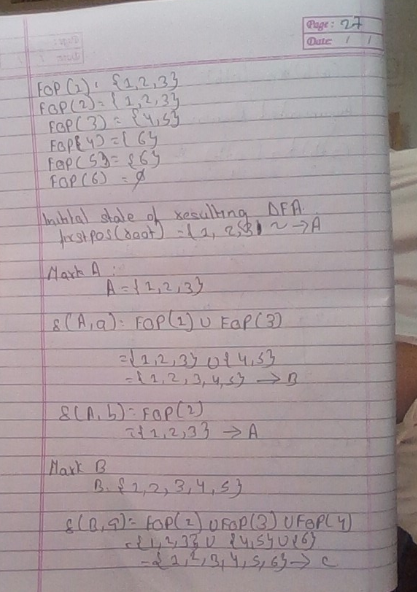 Page: 27
Date: / /
FOP(1): {1,2,3}
FOP(2) = {1,2,3}
FOP(3) = {4,5}
FOP(4) = {6}
FOP(5) = {6}
FOP(6) = ø
Initial state of resulting DFA
firstpos(root) = {1, 2, 3} ~ → A
Mark A :
A = {1,2,3}
δ(A,a): FOP(1) ∪ FOP(3)
= {1,2,3} ∪ {4,5}
= {1,2,3,4,5} → B
δ(A,b) = FOP(2)
= {1,2,3} → A
Mark B
B: {1,2,3,4,5}
δ(B,a) = FOP(1) ∪ FOP(3) ∪ FOP(4)
= {1,2,3} ∪ {4,5} ∪ {6}
= {1,2,3,4,5,6} → C